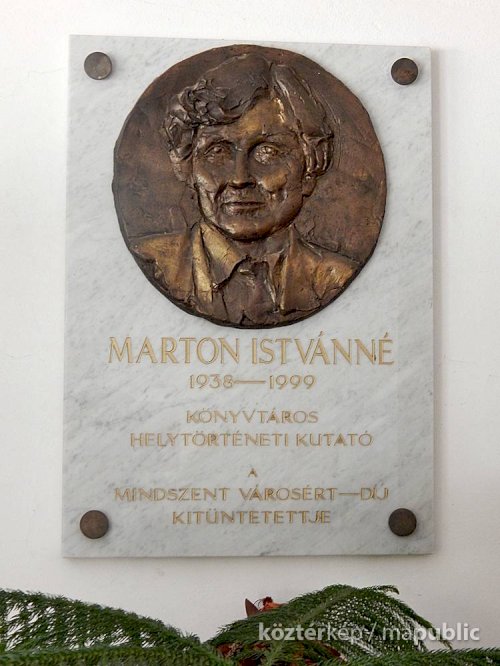 MARTON ISTVÁNNÉ
1938—1999
KÖNYVTÁROS
HELYTÖRTÉNETI KUTATÓ
A
MINDSZENT VÁROSÉRT—DÍJ
KITÜNTETETTJE
köztérkép / mapublic